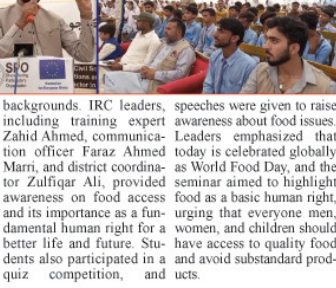 SPO
backgrounds. IRC leaders,
including training expert
Zahid Ahmed, communica-
tion officer Faraz Ahmed
Marri, and district coordina-
tor Zulfiqar Ali, provided
awareness on food access
and its importance as a fun-
damental human right for a
better life and future. Stu-
dents also participated in a
quiz competition, and
speeches were given to raise
awareness about food issues.
Leaders emphasized that
today is celebrated globally
as World Food Day, and the
seminar aimed to highlight
food as a basic human right,
urging that everyone men,
women, and children should
have access to quality food
and avoid substandard prod-
ucts.